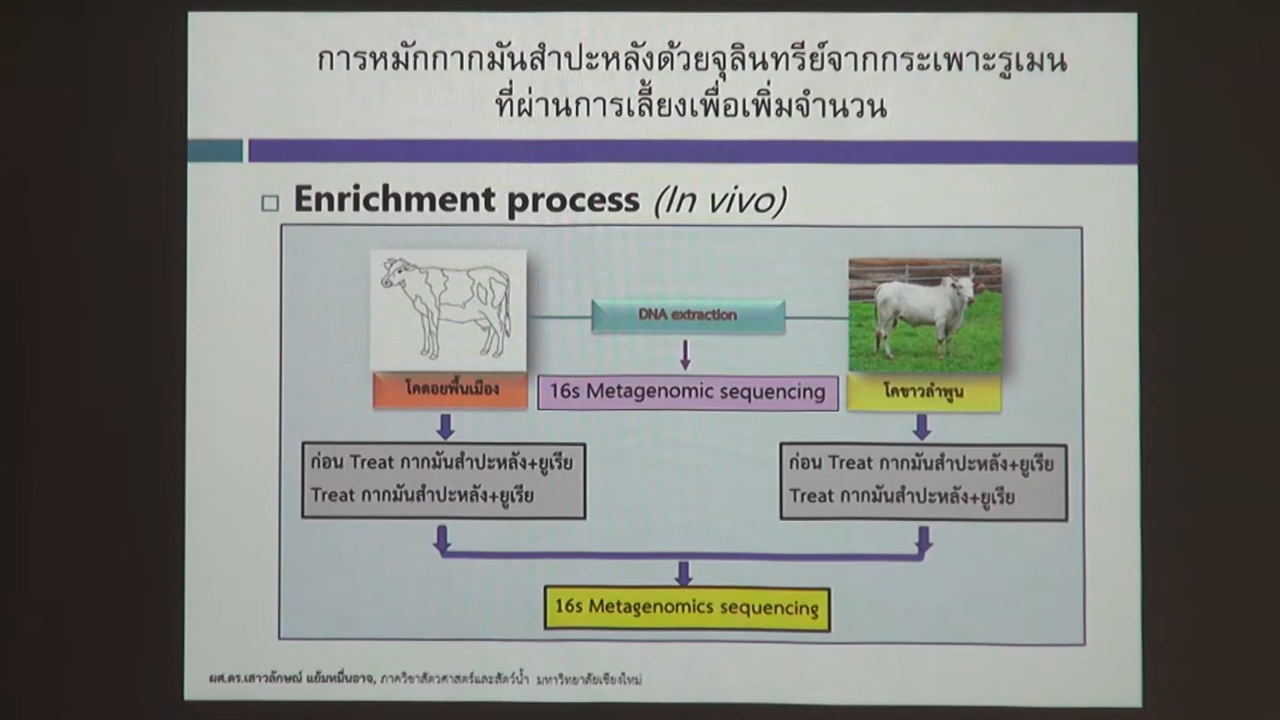 การหมักกากมันสำปะหลังด้วยจุลินทรีย์จากกระเพาะรูเมน
ที่ผ่านการเลี้ยงเพื่อเพิ่มจำนวน
Enrichment process (In vivo)
DNA extraction
โคดอยพื้นเมือง
16s Metagenomic sequencing
โคขาวลำพูน
ก่อน Treat กากมันสำปะหลัง+ยูเรีย
Treat กากมันสำปะหลัง+ยูเรีย
ก่อน Treat กากมันสำปะหลัง+ยูเรีย
Treat กากมันสำปะหลัง+ยูเรีย
16s Metagenomics sequencing
ผศ.ดร.เสาวลักษณ์ แย้มหมื่นอาจ, ภาควิชาสัตวศาสตร์และสัตว์น้ำ มหาวิทยาลัยเชียงใหม่